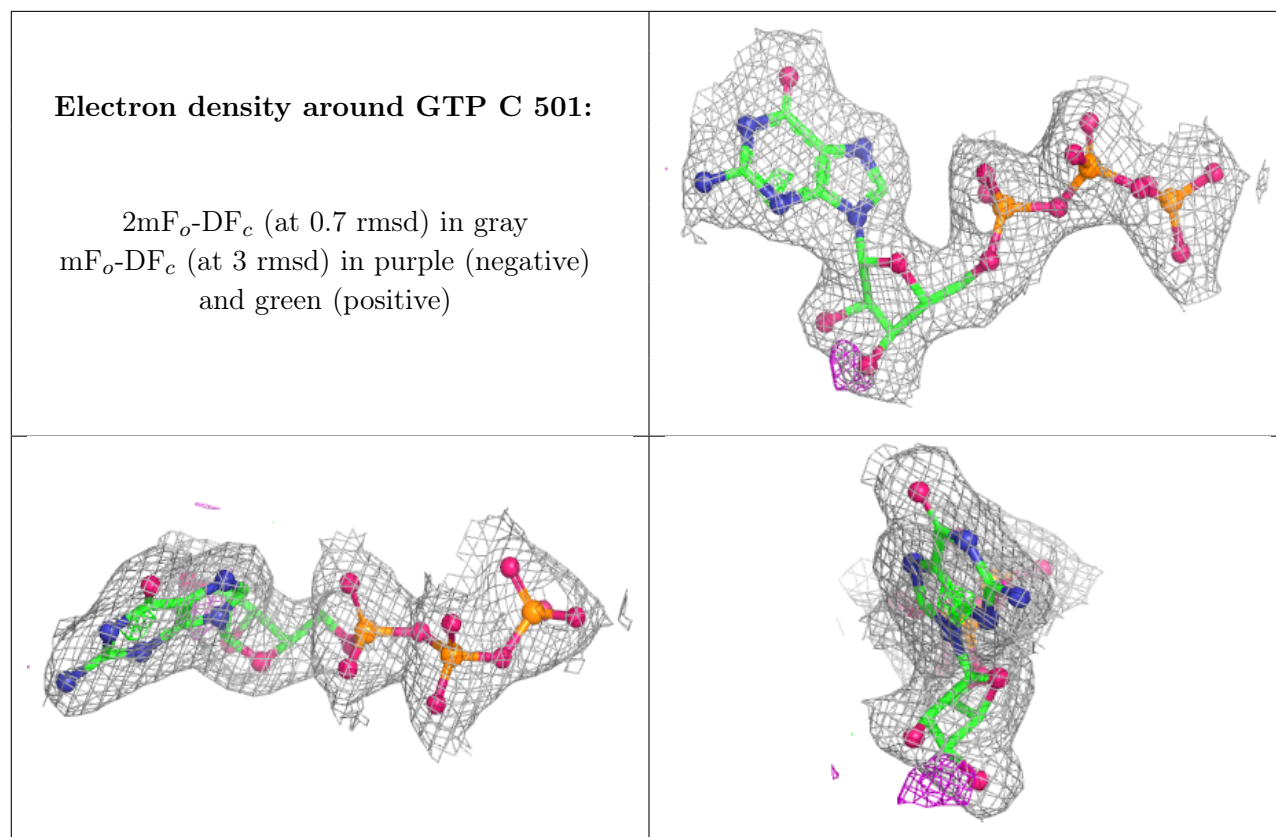 Electron density around GTP C 501:
2mFo-DFc (at 0.7 rmsd) in gray
mFo-DFc (at 3 rmsd) in purple (negative)
and green (positive)